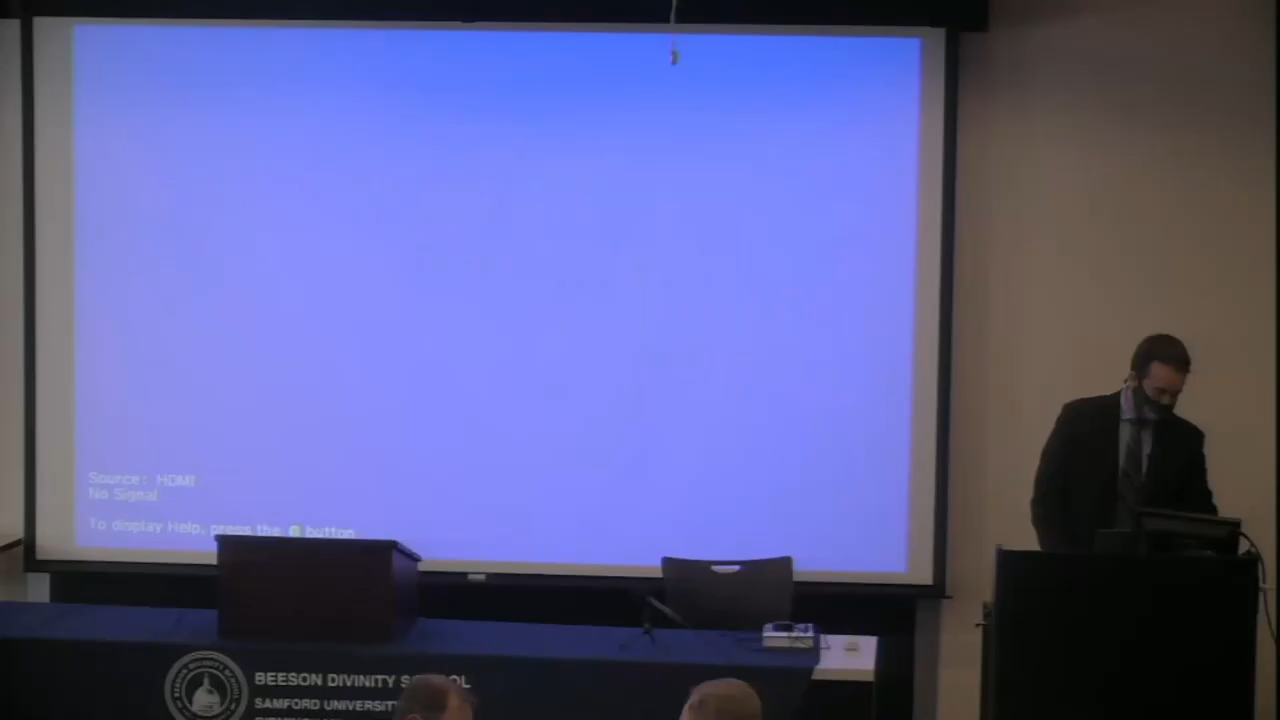 Source: HDMI
No Signal
To display Help, press the button
BEESON DIVINITY SCHOOL
SAMFORD UNIVERSITY